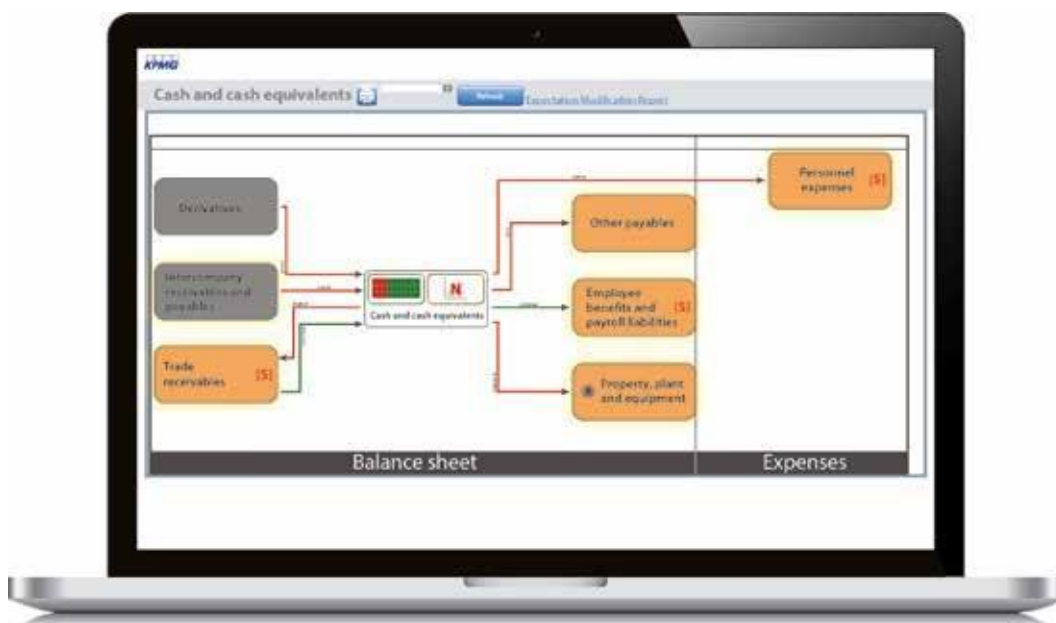 KPMG
Cash and cash equivalents
Refresh
Expectation Modification Report
Derivatives
Intercompany
receivables and
payables
Trade
receivables [S]
N
Cash and cash equivalents
Personnel
expenses [S]
Other payables
Employee
benefits and
payroll liabilities [S]
Property, plant
and equipment
Balance sheet
Expenses